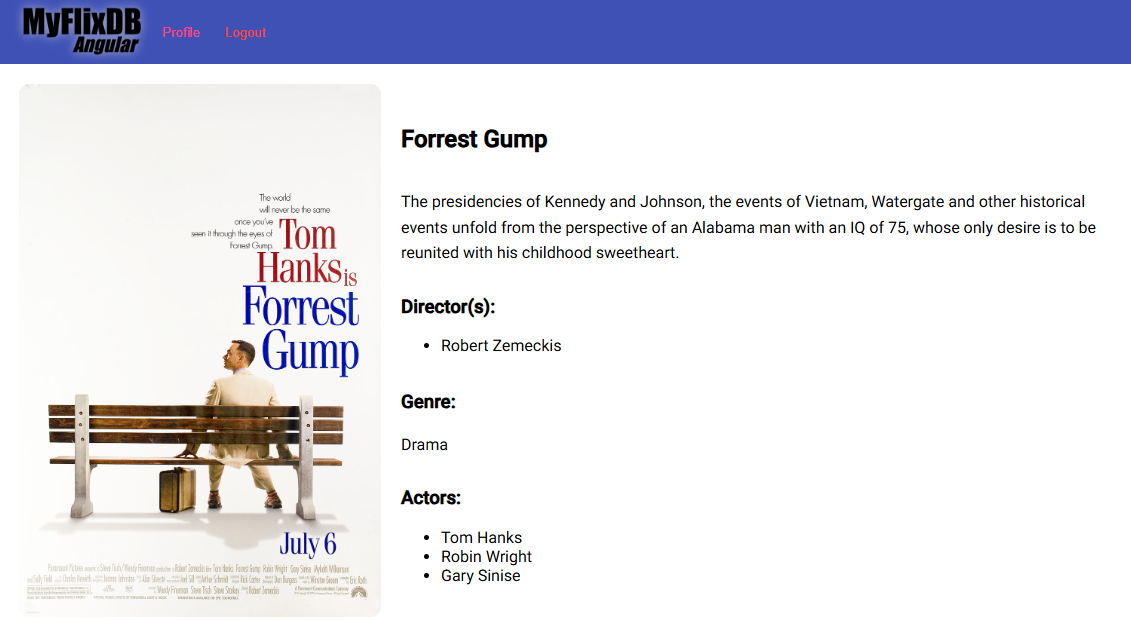 MyFlixDB
Angular
Profile
Logout
The world
will never be the same
once you've
seen it through the eyes of
Forrest Gump.
Tom
Hanks is
Forrest
Gump
July 6
Forrest Gump
The presidencies of Kennedy and Johnson, the events of Vietnam, Watergate and other historical
events unfold from the perspective of an Alabama man with an IQ of 75, whose only desire is to be
reunited with his childhood sweetheart.
Director(s):
Robert Zemeckis
Genre:
Drama
Actors:
Tom Hanks
Robin Wright
Gary Sinise